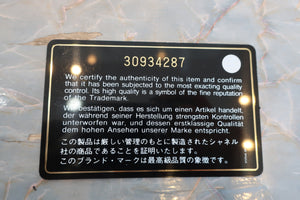 30934287
We certify the authenticity of this item and confirm
that it has been subjected to the most exacting quality
control. Its high quality is a symbol of the fine reputation
of the Trademark.
Wir bestätigen, dass es sich um einen Artikel handelt,
der während seiner Herstellung strengsten Kontrollen
unterworfen war, und dessen erstklassige Qualität
dem hohen Ansehen unserer Marke entspricht.
この製品は厳しい管理のもとに製造されたシャネル
社の商品であることを証明いたします。
このブランド・マークは最高級品質の象徴です。